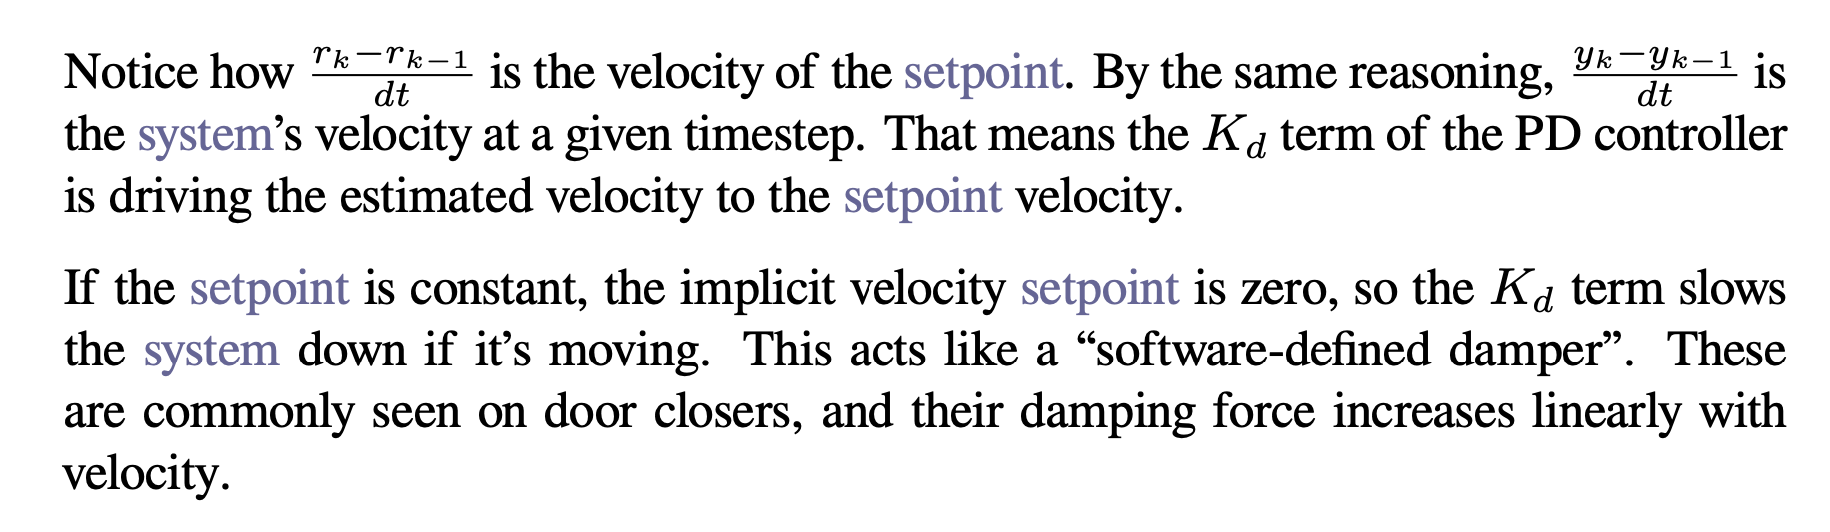 Notice how $\frac{r_k - r_{k-1}}{dt}$ is the velocity of the setpoint. By the same reasoning, $\frac{y_k - y_{k-1}}{dt}$ is
the system’s velocity at a given timestep. That means the $K_d$ term of the PD controller
is driving the estimated velocity to the setpoint velocity.
If the setpoint is constant, the implicit velocity setpoint is zero, so the $K_d$ term slows
the system down if it’s moving. This acts like a “software-defined damper”. These
are commonly seen on door closers, and their damping force increases linearly with
velocity.